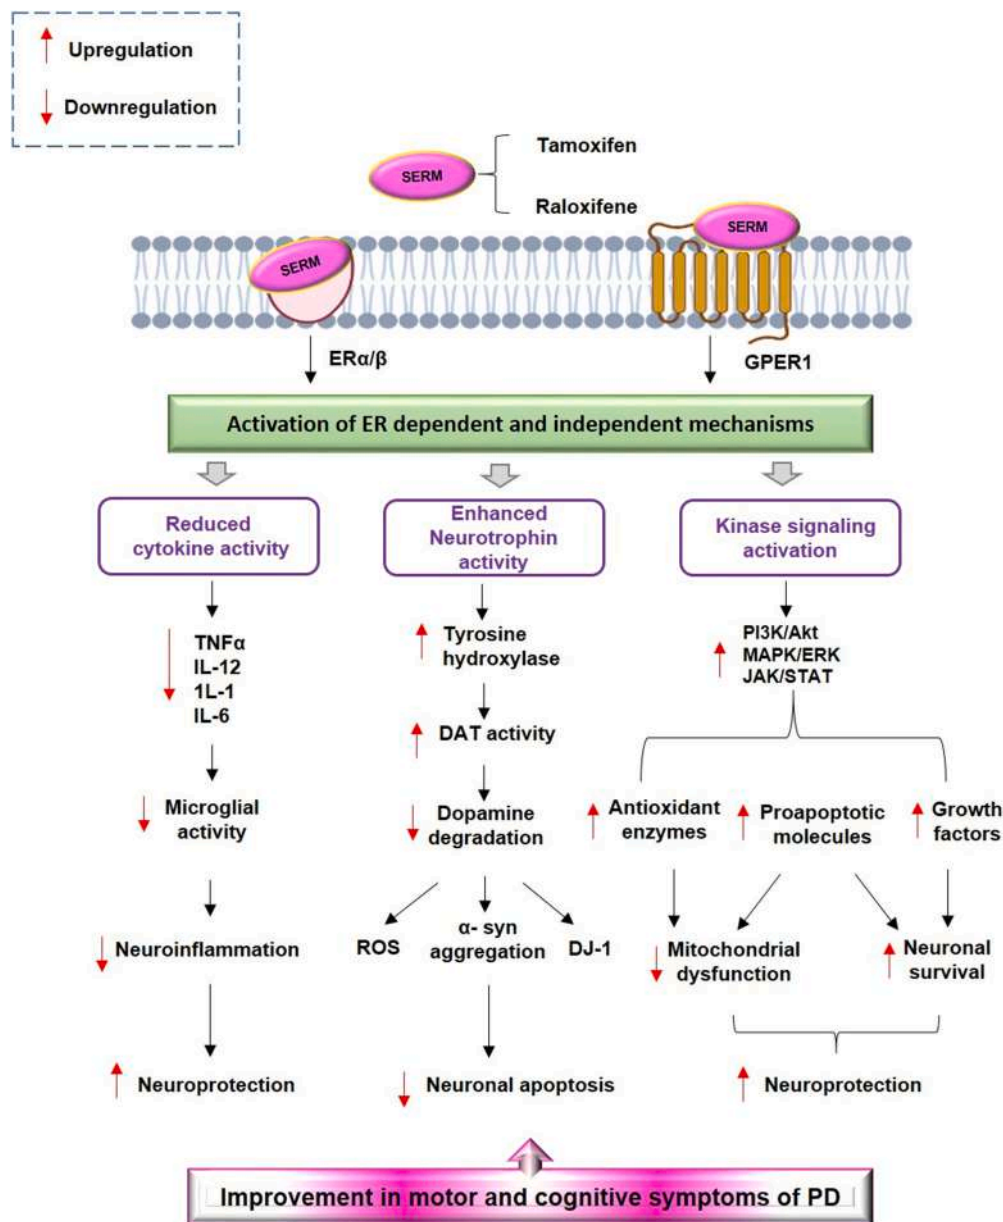 Upregulation
Downregulation
Tamoxifen
SERM
Raloxifene
SERM
SERM
ERα/β
GPER1
Activation of ER dependent and independent mechanisms
Reduced
cytokine activity
Enhanced
Neurotrophin
activity
Kinase signaling
activation
TNFα
IL-12
1L-1
IL-6
Tyrosine
hydroxylase
PI3K/Akt
MAPK/ERK
JAK/STAT
DAT activity
Microglial
activity
Dopamine
degradation
Antioxidant
enzymes
Proapoptotic
molecules
Growth
factors
Neuroinflammation
ROS
α- syn
aggregation
DJ-1
Mitochondrial
dysfunction
Neuronal
survival
Neuroprotection
Neuronal apoptosis
Neuroprotection
Improvement in motor and cognitive symptoms of PD